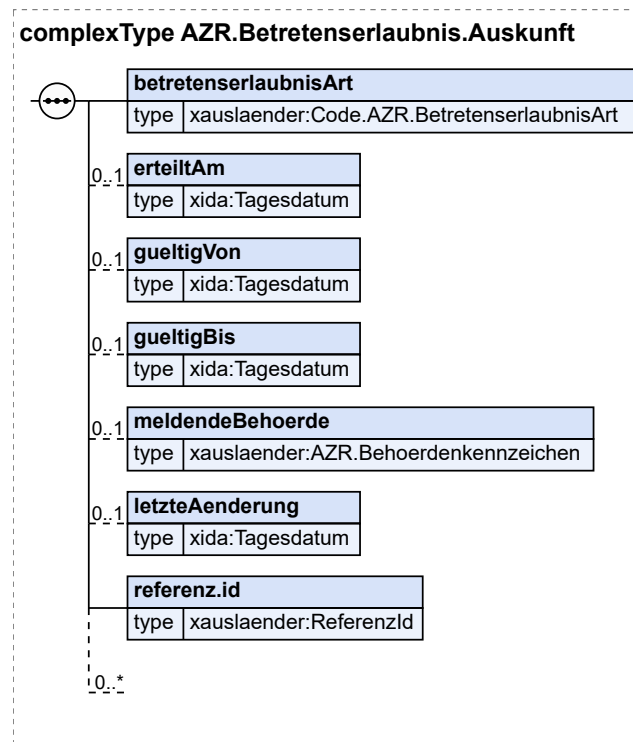 complexType AZR.Betretenserlaubnis.Auskunft
betretenserlaubnisArt
type xauslaender:Code.AZR.BetretenserlaubnisArt
0..1 erteiltAm
type xida:Tagesdatum
0..1 gueltigVon
type xida:Tagesdatum
0..1 gueltigBis
type xida:Tagesdatum
0..1 meldendeBehoerde
type xauslaender:AZR.Behoerdenkennzeichen
0..1 letzteAenderung
type xida:Tagesdatum
referenz.id
type xauslaender:ReferenzId
0..*